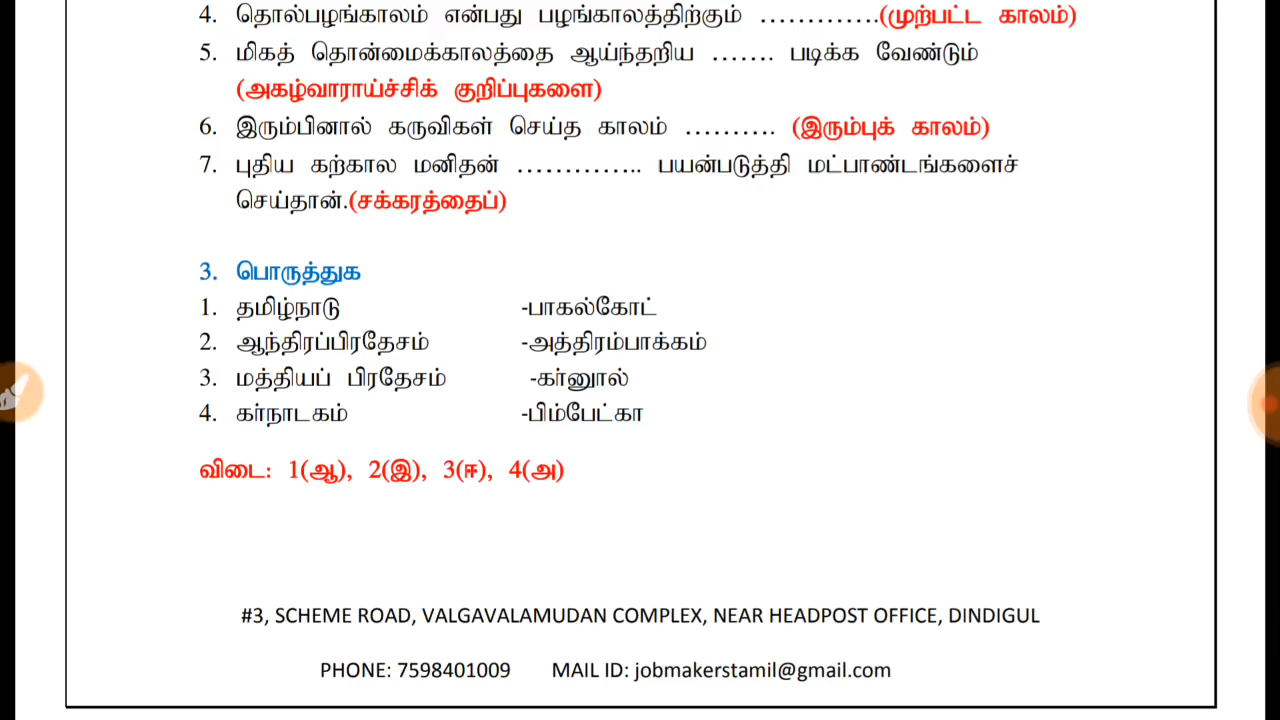 4. தொல்பழங்காலம் என்பது பழங்காலத்திற்கும் ………….(முற்பட்ட காலம்)
5. மிகத் தொன்மைக்காலத்தை ஆய்ந்தறிய ……. படிக்க வேண்டும்
(அகழ்வாராய்ச்சிக் குறிப்புகளை)
6. இரும்பினால் கருவிகள் செய்த காலம் ………. (இரும்புக் காலம்)
7. புதிய கற்கால மனிதன் ………….. பயன்படுத்தி மட்பாண்டங்களைச்
செய்தான்.(சக்கரத்தைப்)
3. பொருத்துக
1. தமிழ்நாடு -பாகல்கோட்
2. ஆந்திரப்பிரதேசம் -அத்திரம்பாக்கம்
3. மத்தியப் பிரதேசம் -கர்னூல்
4. கர்நாடகம் -பிம்பேட்கா
விடை: 1(ஆ), 2(இ), 3(ஈ), 4(அ)
#3, SCHEME ROAD, VALGAVALAMUDAN COMPLEX, NEAR HEADPOST OFFICE, DINDIGUL
PHONE: 7598401009 MAIL ID: jobmakerstamil@gmail.com